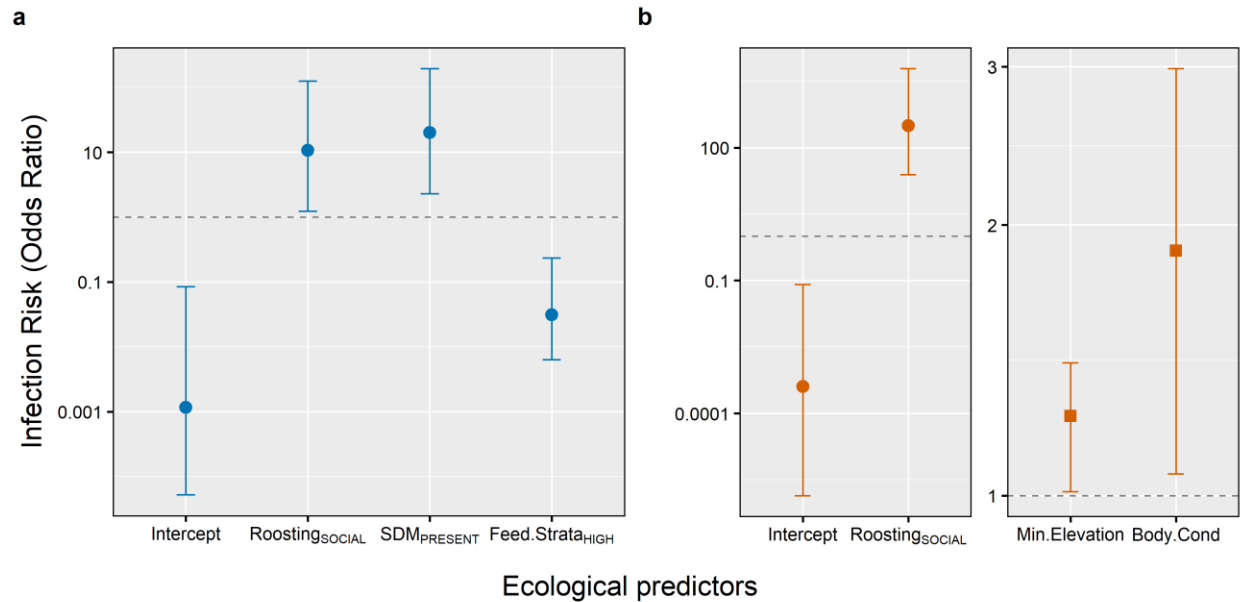 a
b
Infection Risk (Odds Ratio)
10
0.1
0.001
Intercept
RoostingSOCIAL
SDMPRESENT
Feed.StrataHIGH
100
0.1
0.0001
Intercept
RoostingSOCIAL
3
2
1
Min.Elevation
Body.Cond
Ecological predictors